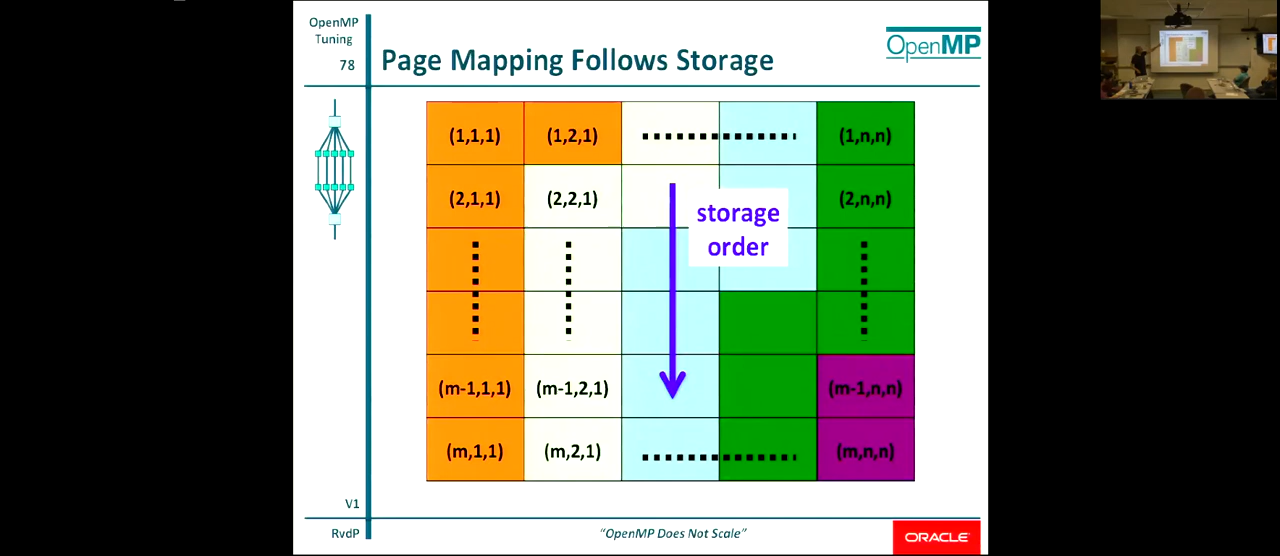 OpenMP
Tuning
78
Page Mapping Follows Storage
OpenMP
(1,1,1) (1,2,1) (1,n,n)
(2,1,1) (2,2,1) (2,n,n)
storage
order
(m-1,1,1) (m-1,2,1) (m-1,n,n)
(m,1,1) (m,2,1) (m,n,n)
V1
RvdP
"OpenMP Does Not Scale"
ORACLE